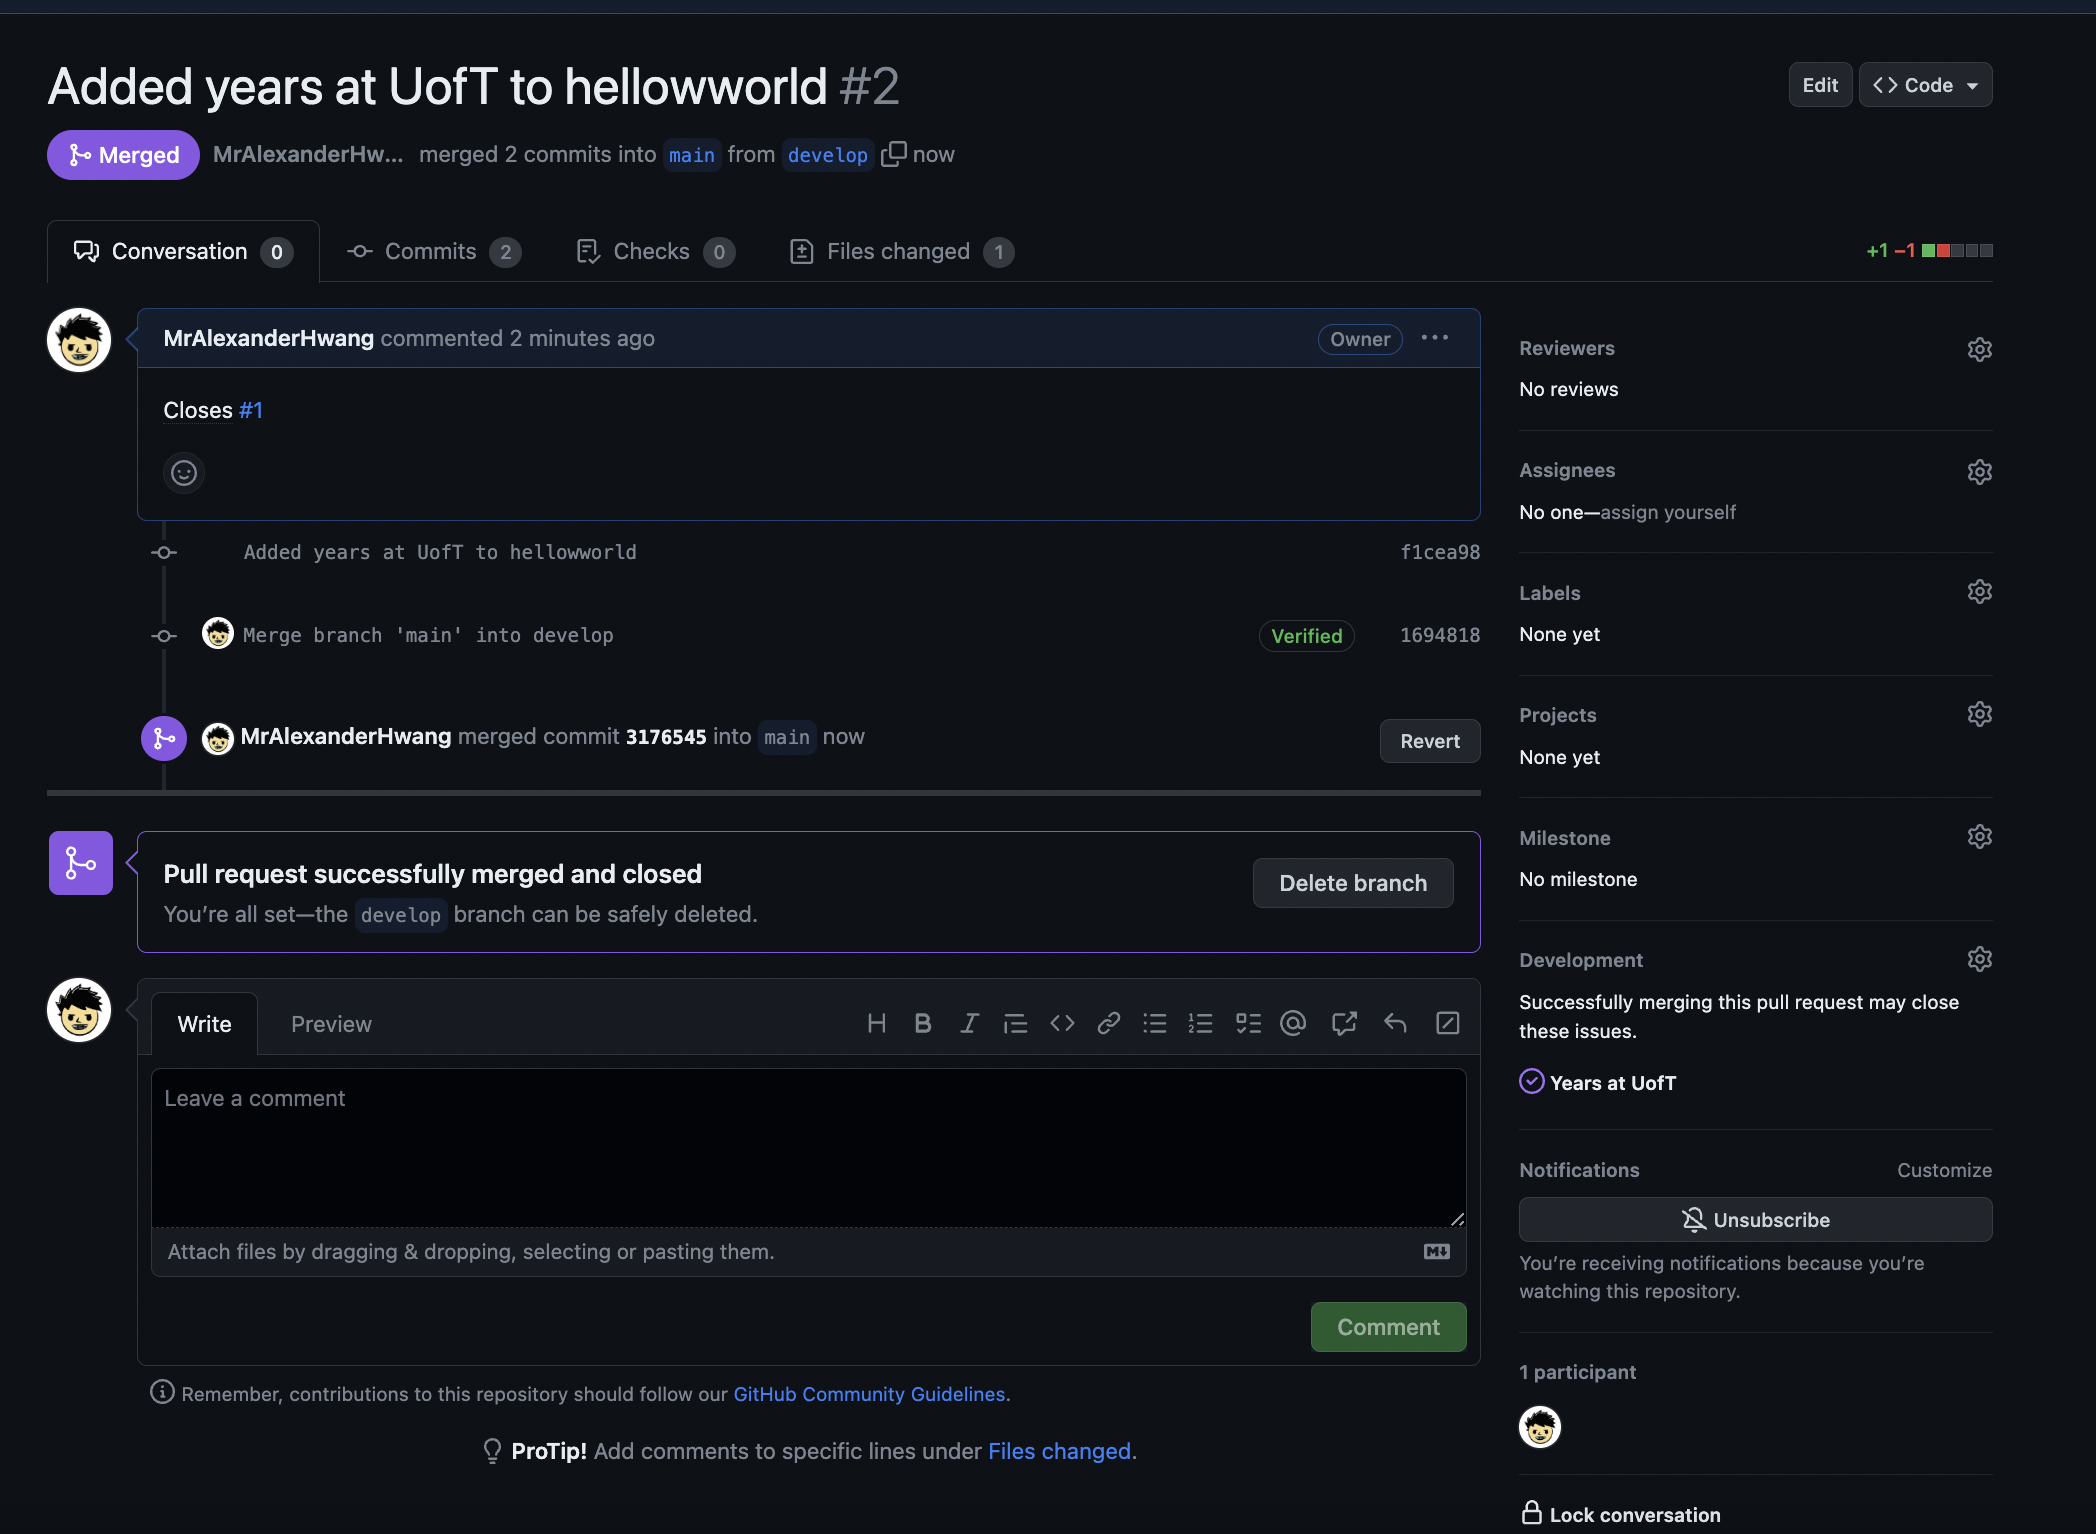 Added years at UofT to hellowworld #2
Edit
Code
Merged
MrAlexanderHw... merged 2 commits into main from develop now
Conversation 0
Commits 2
Checks 0
Files changed 1
+1 −1
MrAlexanderHwang commented 2 minutes ago
Owner
Closes #1
Added years at UofT to hellowworld f1cea98
Merge branch 'main' into develop Verified 1694818
MrAlexanderHwang merged commit 3176545 into main now
Revert
Pull request successfully merged and closed
You're all set—the develop branch can be safely deleted.
Delete branch
Write
Preview
Leave a comment
Attach files by dragging & dropping, selecting or pasting them.
Comment
Remember, contributions to this repository should follow our GitHub Community Guidelines.
ProTip! Add comments to specific lines under Files changed.
Reviewers
No reviews
Assignees
No one—assign yourself
Labels
None yet
Projects
None yet
Milestone
No milestone
Development
Successfully merging this pull request may close
these issues.
Years at UofT
Notifications
Customize
Unsubscribe
You're receiving notifications because you're
watching this repository.
1 participant
Lock conversation